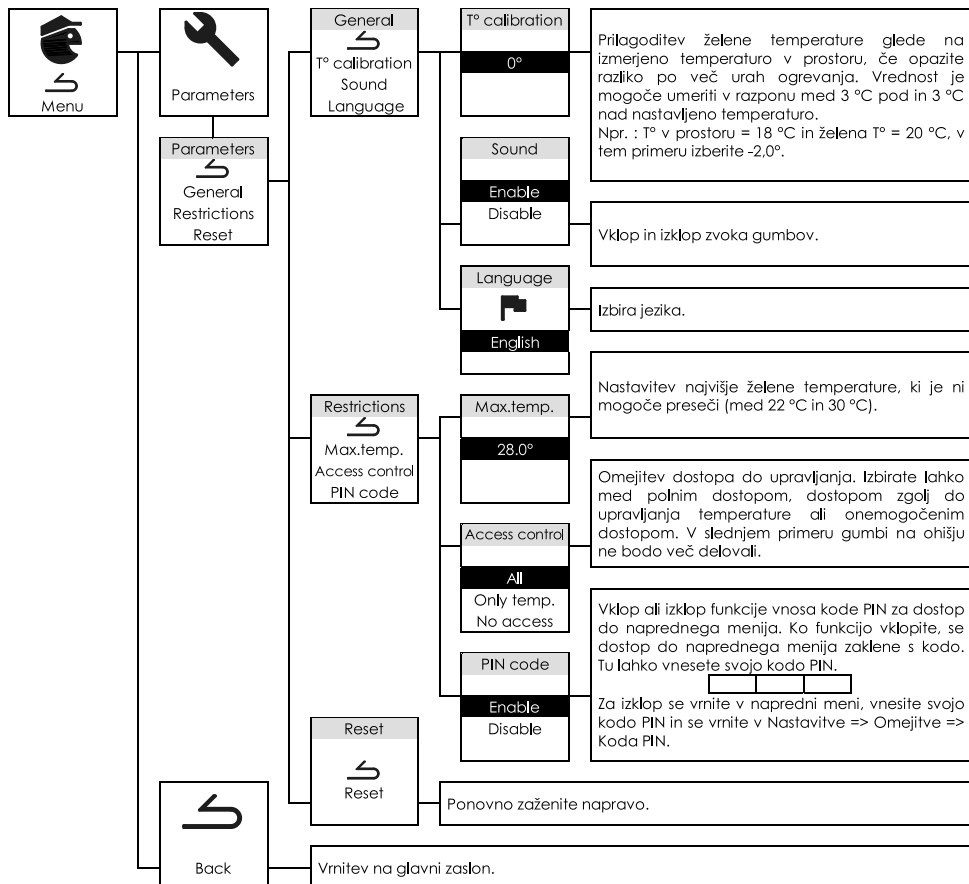 Menu
Parameters
Parameters
General
Restrictions
Reset
General
T° calibration
Sound
Language
T° calibration
0°
Prilagoditev želene temperature glede na
izmerjeno temperaturo v prostoru, če opazite
razliko po več urah ogrevanja. Vrednost je
mogoče umeriti v razponu med 3 °C pod in 3 °C
nad nastavljeno temperaturo.
Npr. : T° v prostoru = 18 °C in želena T° = 20 °C, v
tem primeru izberite -2,0°.
Sound
Enable
Disable
Vklop in izklop zvoka gumbov.
Language
English
Izbira jezika.
Restrictions
Max.temp.
Access control
PIN code
Max.temp.
28.0°
Nastavitev najvišje želene temperature, ki je ni
mogoče preseči (med 22 °C in 30 °C).
Access control
All
Only temp.
No access
Omejitev dostopa do upravljanja. Izbirate lahko
med polnim dostopom, dostopom zgolj do
upravljanja temperature ali onemogočenim
dostopom. V slednjem primeru gumbi na ohišju
ne bodo več delovali.
PIN code
Enable
Disable
Vklop ali izklop funkcije vnosa kode PIN za dostop
do naprednega menija. Ko funkcijo vklopite, se
dostop do naprednega menija zaklene s kodo.
Tu lahko vnesete svojo kodo PIN.
Za izklop se vrnite v napredni meni, vnesite svojo
kodo PIN in se vrnite v Nastavitve => Omejitve =>
Koda PIN.
Reset
Reset
Ponovno zaženite napravo.
Back
Vrnitev na glavni zaslon.